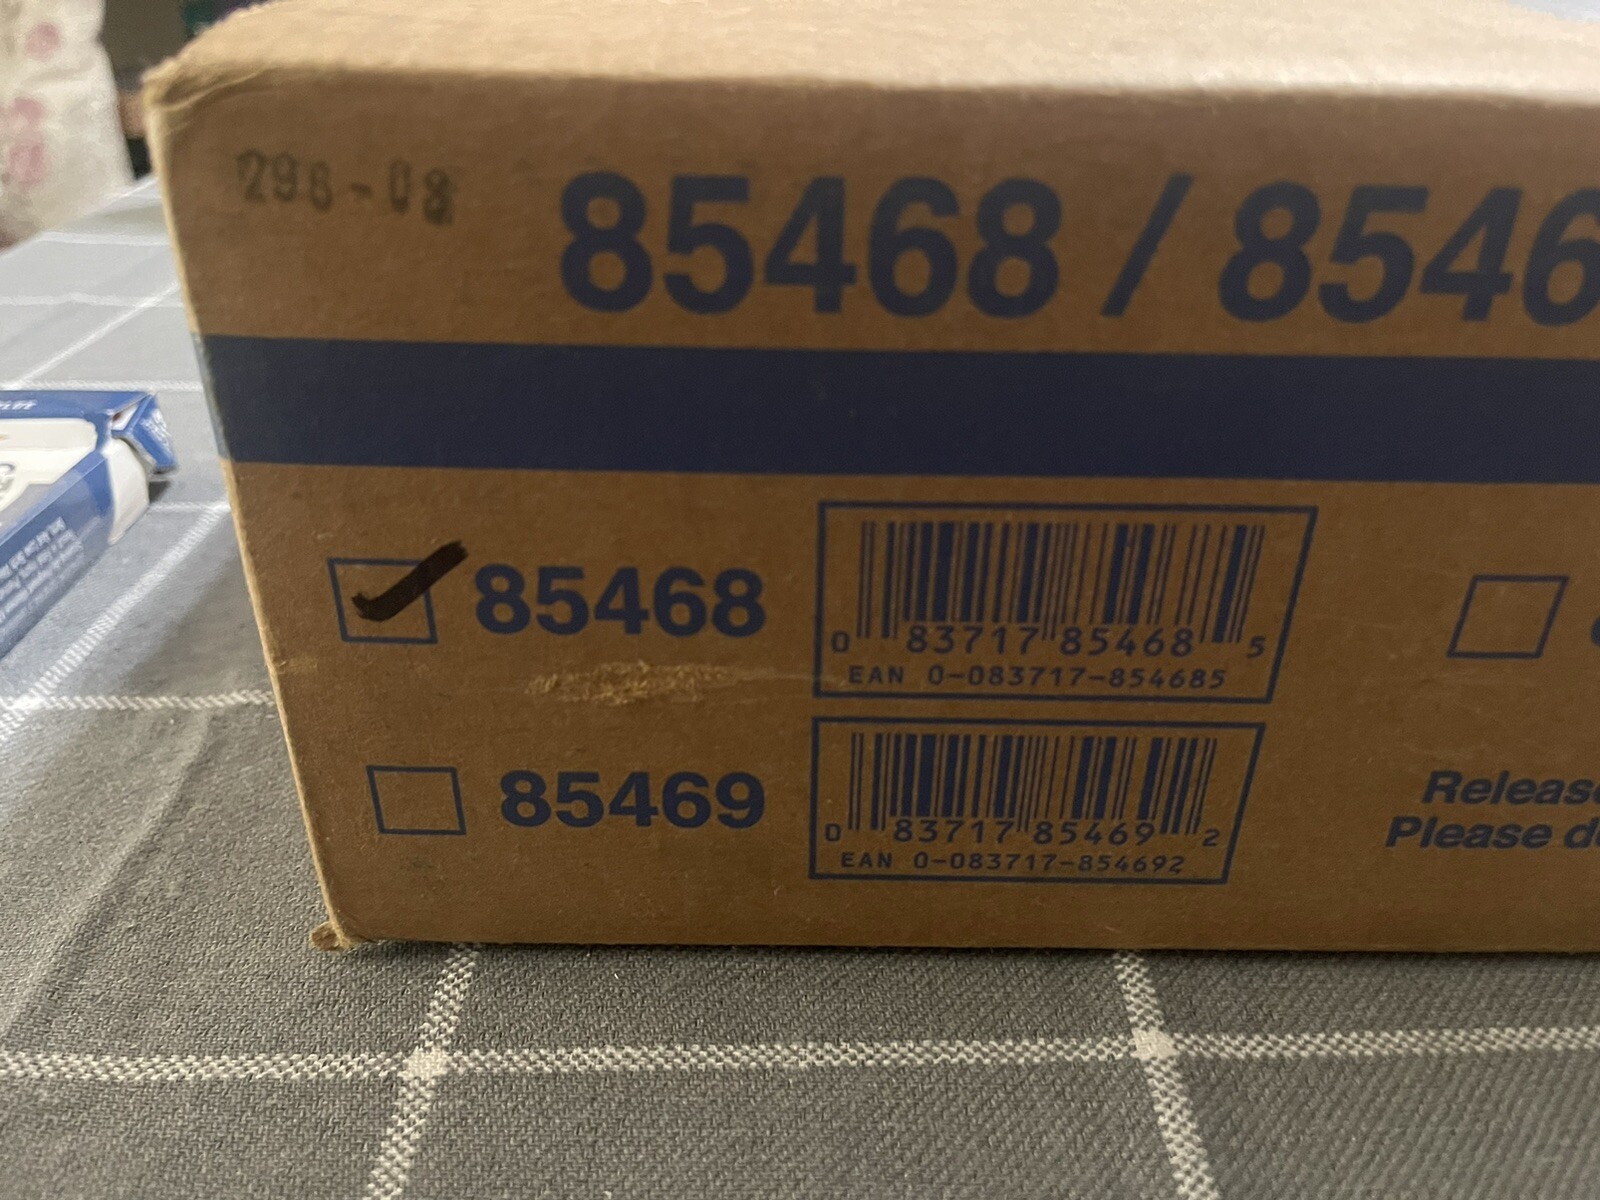 296-08
85468 / 8546
85468
0 83717 85468 5
EAN 0-083717-854685
85469
0 83717 85469 2
EAN 0-083717-854692
Release
Please d